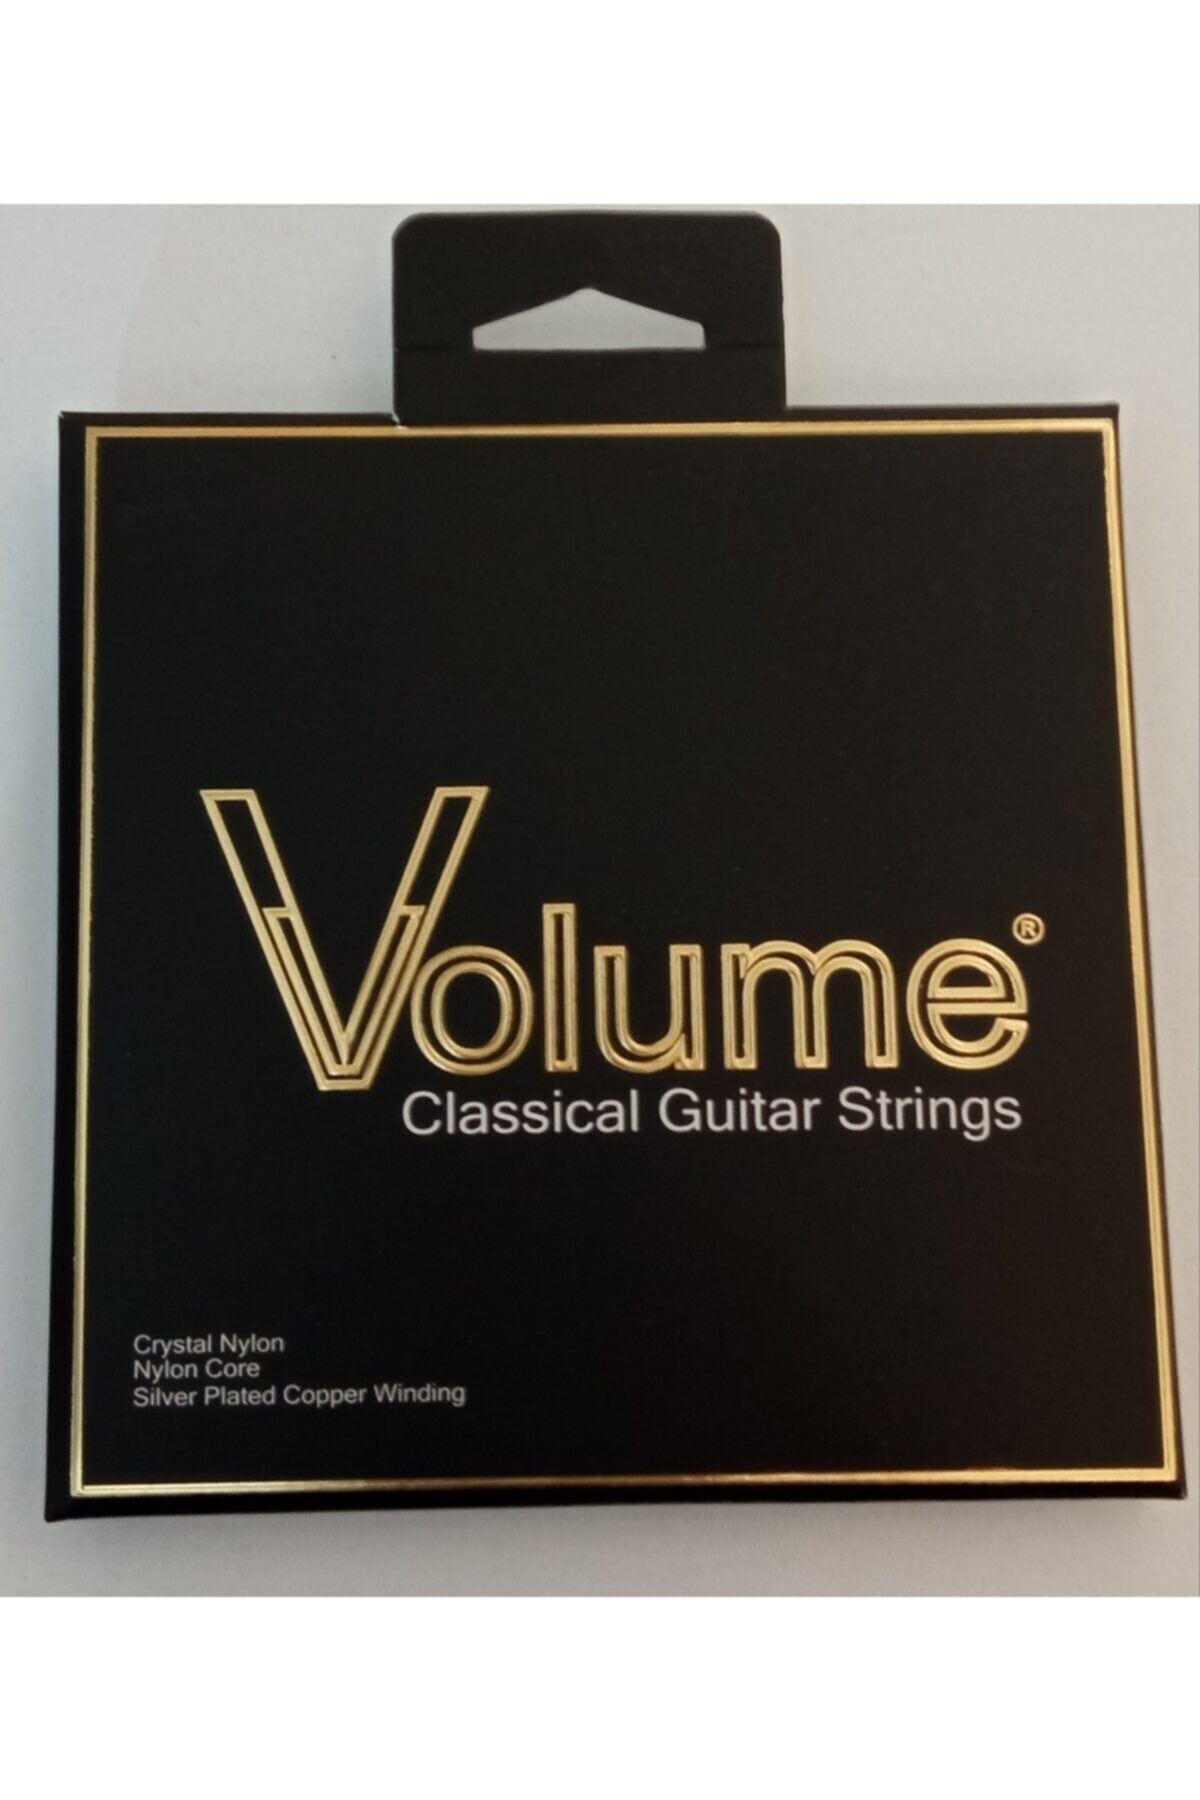 Volume®
Classical Guitar Strings
Crystal Nylon
Nylon Core
Silver Plated Copper Winding